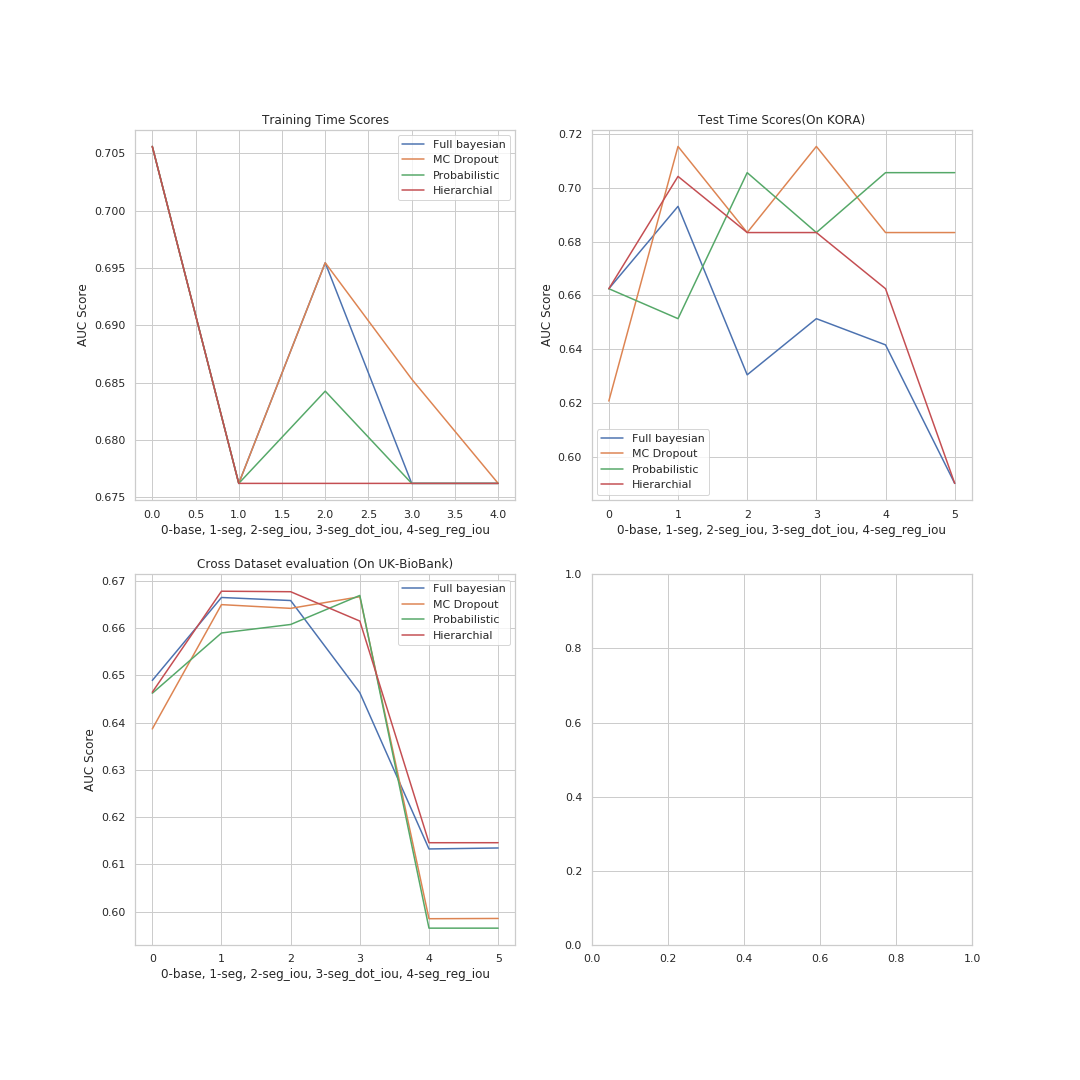 Training Time Scores
AUC Score
0.705
0.700
0.695
0.690
0.685
0.680
0.675
Full bayesian
MC Dropout
Probabilistic
Hierarchial
0.0 0.5 1.0 1.5 2.0 2.5 3.0 3.5 4.0
0-base, 1-seg, 2-seg_iou, 3-seg_dot_iou, 4-seg_reg_iou
Test Time Scores(On KORA)
AUC Score
0.72
0.70
0.68
0.66
0.64
0.62
0.60
Full bayesian
MC Dropout
Probabilistic
Hierarchial
0 1 2 3 4 5
0-base, 1-seg, 2-seg_iou, 3-seg_dot_iou, 4-seg_reg_iou
Cross Dataset evaluation (On UK-BioBank)
AUC Score
0.67
0.66
0.65
0.64
0.63
0.62
0.61
0.60
Full bayesian
MC Dropout
Probabilistic
Hierarchial
0 1 2 3 4 5
0-base, 1-seg, 2-seg_iou, 3-seg_dot_iou, 4-seg_reg_iou
1.0
0.8
0.6
0.4
0.2
0.0
0.0 0.2 0.4 0.6 0.8 1.0